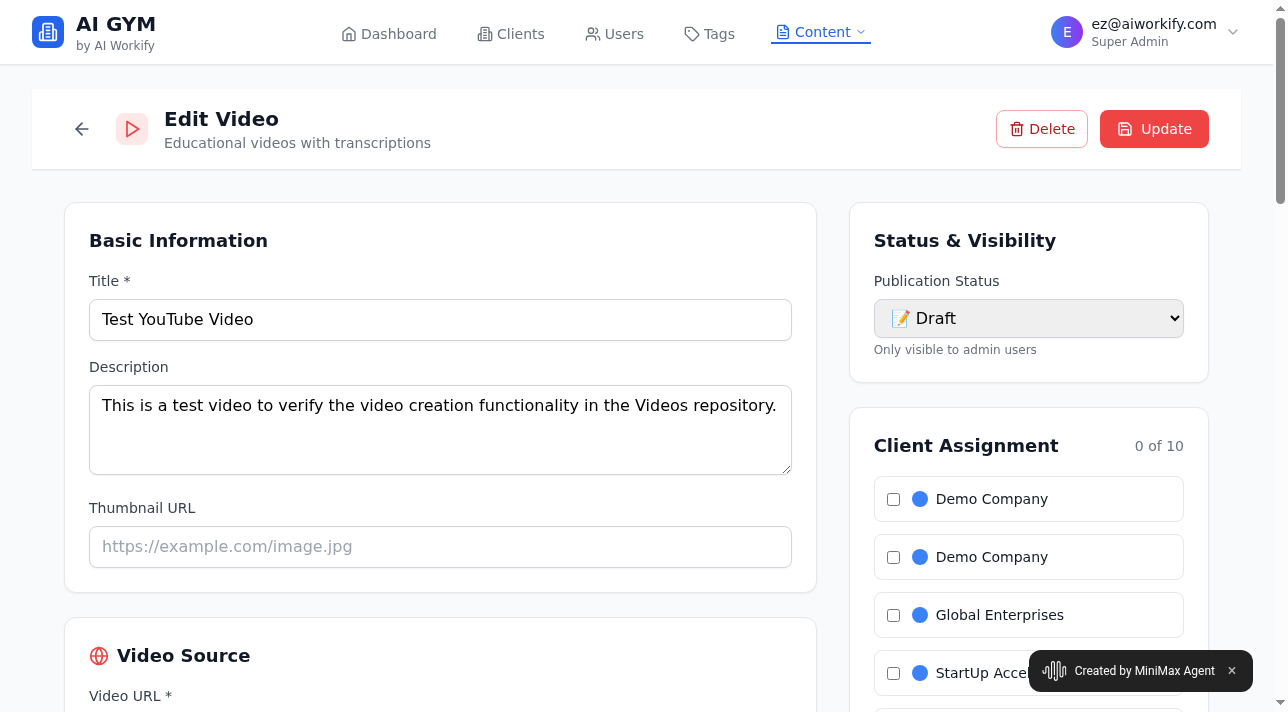 AI GYM
by AI Workify
Dashboard
Clients
Users
Tags
Content
E
ez@aiworkify.com
Super Admin
Edit Video
Educational videos with transcriptions
Delete
Update
Basic Information
Title *
Test YouTube Video
Description
This is a test video to verify the video creation functionality in the Videos repository.
Thumbnail URL
https://example.com/image.jpg
Video Source
Video URL *
Status & Visibility
Publication Status
Draft
Only visible to admin users
Client Assignment
0 of 10
Demo Company
Demo Company
Global Enterprises
StartUp
Created by MiniMax Agent